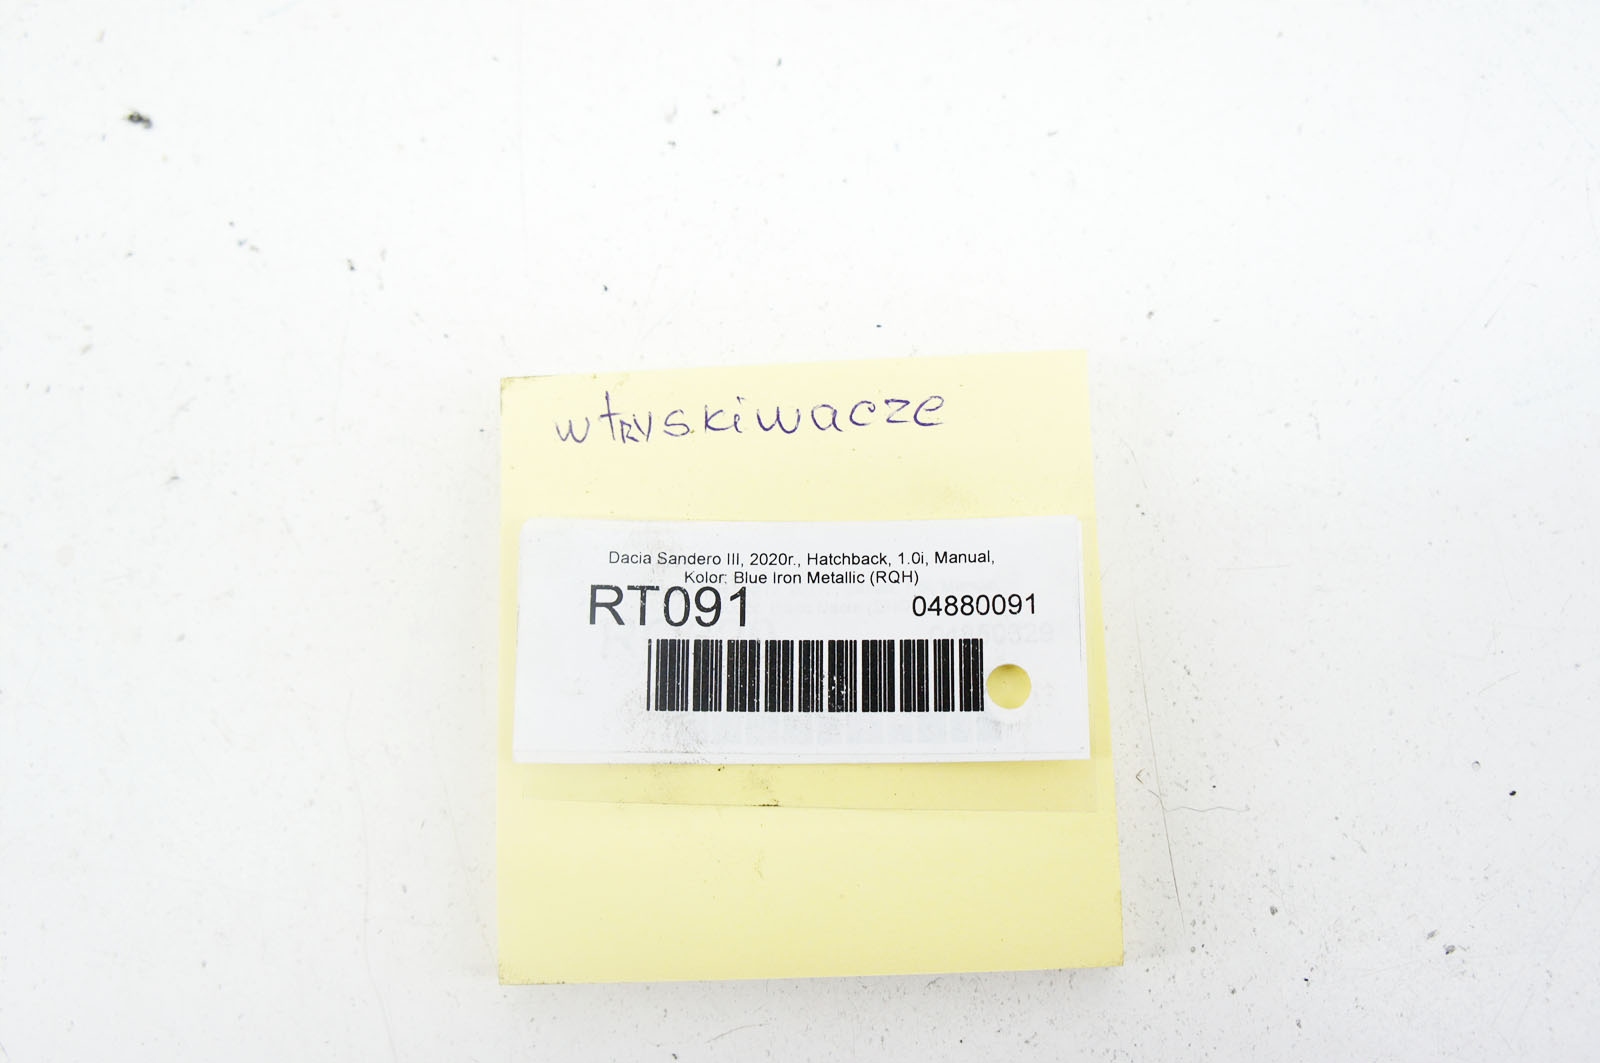 wtryskiwacze
Dacia Sandero III, 2020r., Hatchback, 1.0i, Manual,
Kolor: Blue Iron Metallic (RQH)
RT091 04880091